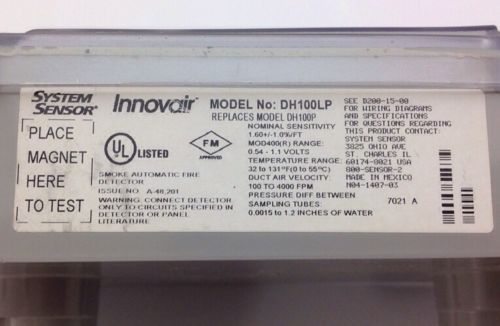 SYSTEM SENSOR
Innovair
MODEL No: DH100LP
REPLACES MODEL DH100P
PLACE
MAGNET
HERE
TO TEST
UL LISTED
FM
APPROVED
SMOKE AUTOMATIC FIRE
DETECTOR
ISSUE NO. A-48,201
WARNING: CONNECT DETECTOR
ONLY TO CIRCUITS SPECIFIED IN
DETECTOR OR PANEL
LITERATURE
NOMINAL SENSITIVITY
1.60+/-1.0%/FT
MOD400(R) RANGE:
0.54 - 1.1 VOLTS
TEMPERATURE RANGE:
32 to 131°F(0 to 55°C)
DUCT AIR VELOCITY:
100 TO 4000 FPM
PRESSURE DIF BETWEEN
SAMPLING TUBES:
0.0015 to 1.2 INCHES OF WATER
SEE D200-15-00
FOR WIRING DIAGRAMS
AND SPECIFICATIONS
FOR QUESTIONS REGARDING
THIS PRODUCT CONTACT:
SYSTEM SENSOR
3825 OHIO AVE
ST. CHARLES IL
60174-0021 USA
800-SENSOR-2
MADE IN MEXICO
N04-1407-03
7021 A